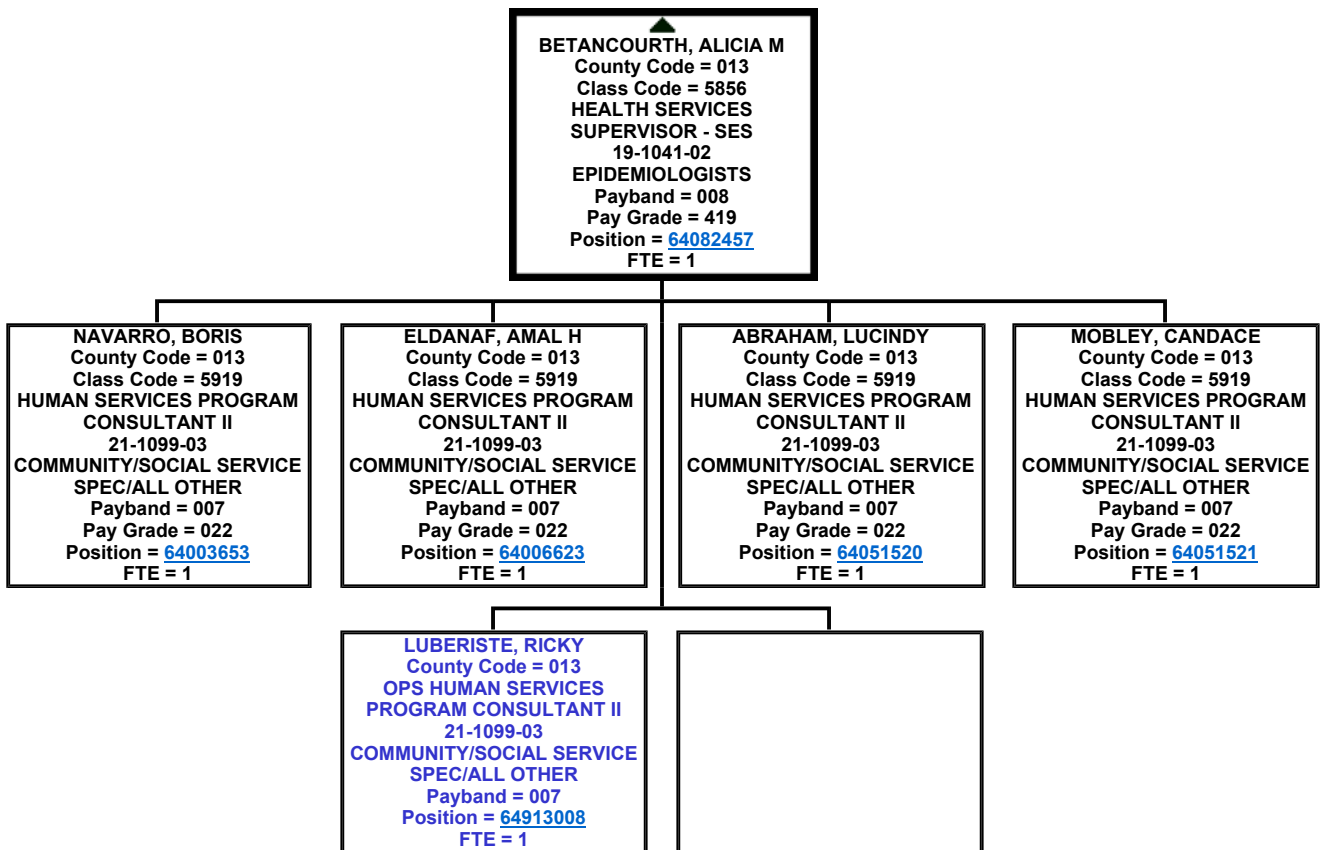 BETANCOURTH, ALICIA M
County Code = 013
Class Code = 5856
HEALTH SERVICES
SUPERVISOR - SES
19-1041-02
EPIDEMIOLOGISTS
Payband = 008
Pay Grade = 419
Position = 64082457
FTE = 1
NAVARRO, BORIS
County Code = 013
Class Code = 5919
HUMAN SERVICES PROGRAM
CONSULTANT II
21-1099-03
COMMUNITY/SOCIAL SERVICE
SPEC/ALL OTHER
Payband = 007
Pay Grade = 022
Position = 64003653
FTE = 1
ELDANAF, AMAL H
County Code = 013
Class Code = 5919
HUMAN SERVICES PROGRAM
CONSULTANT II
21-1099-03
COMMUNITY/SOCIAL SERVICE
SPEC/ALL OTHER
Payband = 007
Pay Grade = 022
Position = 64006623
FTE = 1
ABRAHAM, LUCINDY
County Code = 013
Class Code = 5919
HUMAN SERVICES PROGRAM
CONSULTANT II
21-1099-03
COMMUNITY/SOCIAL SERVICE
SPEC/ALL OTHER
Payband = 007
Pay Grade = 022
Position = 64051520
FTE = 1
MOBLEY, CANDACE
County Code = 013
Class Code = 5919
HUMAN SERVICES PROGRAM
CONSULTANT II
21-1099-03
COMMUNITY/SOCIAL SERVICE
SPEC/ALL OTHER
Payband = 007
Pay Grade = 022
Position = 64051521
FTE = 1
LUBERISTE, RICKY
County Code = 013
OPS HUMAN SERVICES
PROGRAM CONSULTANT II
21-1099-03
COMMUNITY/SOCIAL SERVICE
SPEC/ALL OTHER
Payband = 007
Position = 64913008
FTE = 1